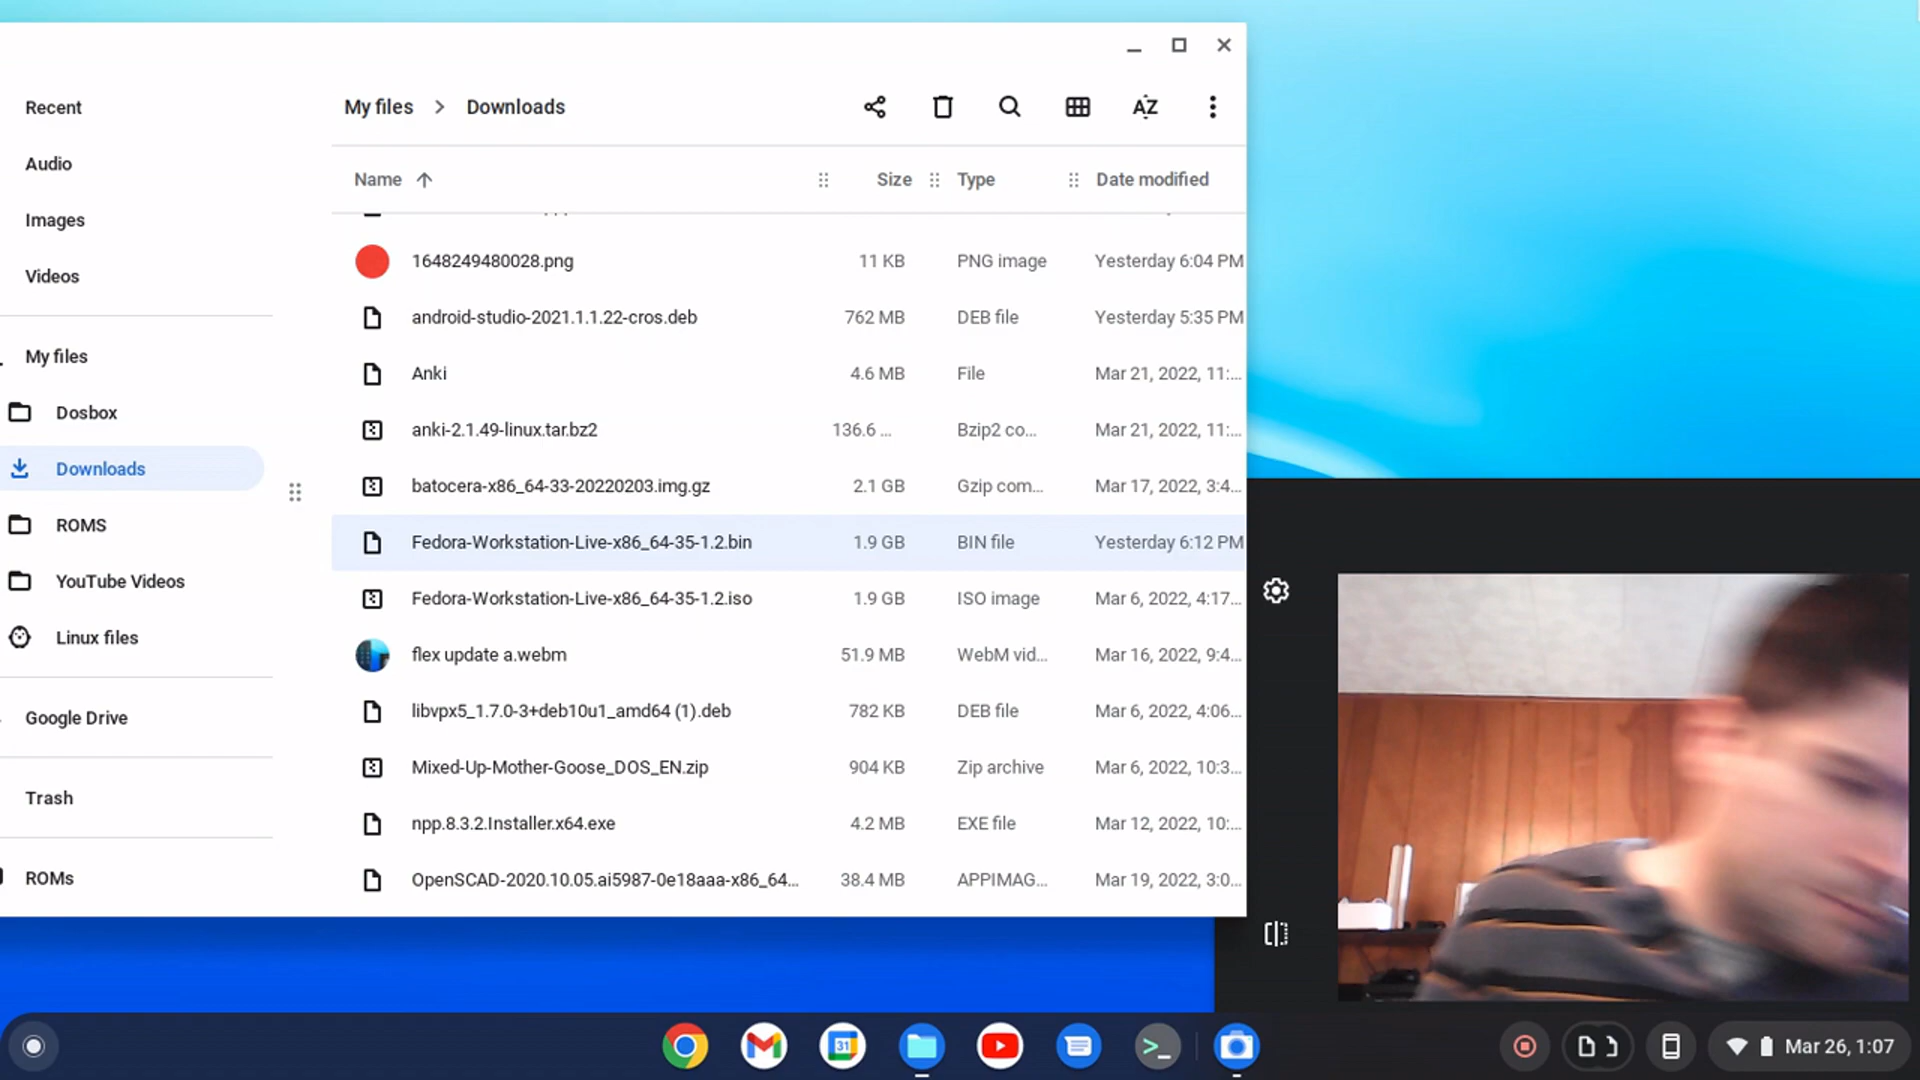 Recent
Audio
Images
Videos
My files
Dosbox
Downloads
ROMS
YouTube Videos
Linux files
Google Drive
Trash
ROMs
My files > Downloads
AZ
Name Size Type Date modified
1648249480028.png 11 KB PNG image Yesterday 6:04 PM
android-studio-2021.1.1.22-cros.deb 762 MB DEB file Yesterday 5:35 PM
Anki 4.6 MB File Mar 21, 2022, 11:...
anki-2.1.49-linux.tar.bz2 136.6 ... Bzip2 co... Mar 21, 2022, 11:...
batocera-x86_64-33-20220203.img.gz 2.1 GB Gzip com... Mar 17, 2022, 3:4...
Fedora-Workstation-Live-x86_64-35-1.2.bin 1.9 GB BIN file Yesterday 6:12 PM
Fedora-Workstation-Live-x86_64-35-1.2.iso 1.9 GB ISO image Mar 6, 2022, 4:17...
flex update a.webm 51.9 MB WebM vid... Mar 16, 2022, 9:4...
libvpx5_1.7.0-3+deb10u1_amd64 (1).deb 782 KB DEB file Mar 6, 2022, 4:06...
Mixed-Up-Mother-Goose_DOS_EN.zip 904 KB Zip archive Mar 6, 2022, 10:3...
npp.8.3.2.Installer.x64.exe 4.2 MB EXE file Mar 12, 2022, 10:...
OpenSCAD-2020.10.05.ai5987-0e18aaa-x86_64... 38.4 MB APPIMAG... Mar 19, 2022, 3:0...
31
Mar 26, 1:07